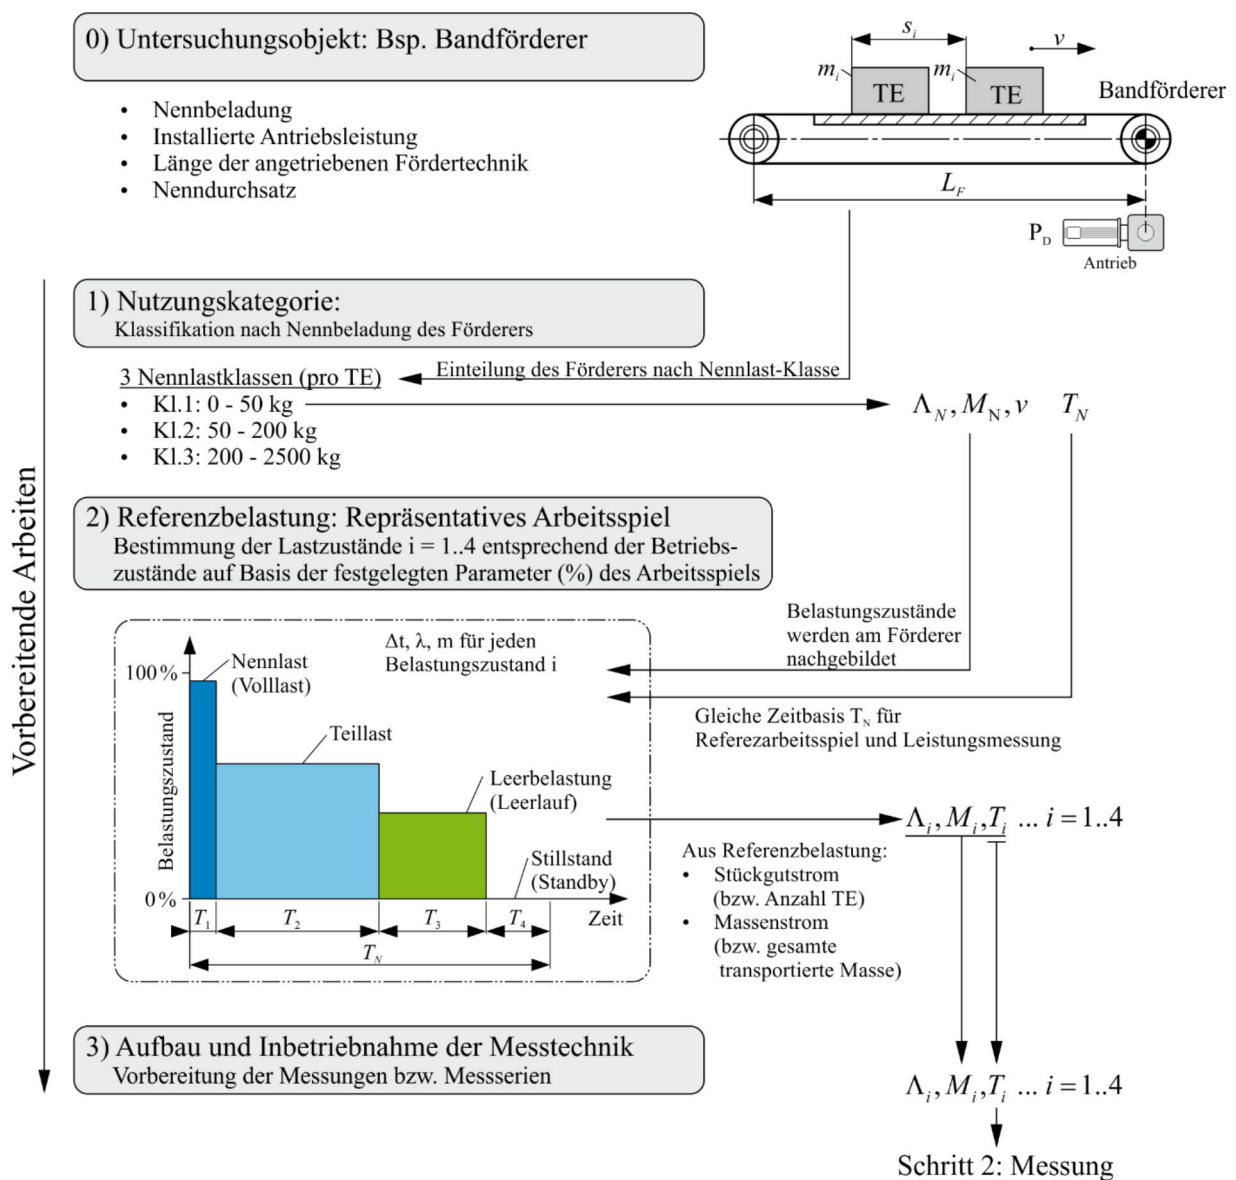 0) Untersuchungsobjekt: Bsp. Bandförderer
• Nennbeladung
• Installierte Antriebsleistung
• Länge der angetriebenen Fördertechnik
• Nenndurchsatz
s_i
v
m_i
m_i
TE
TE
Bandförderer
L_F
P_D
Antrieb
Vorbereitende Arbeiten
1) Nutzungskategorie:
Klassifikation nach Nennbeladung des Förderers
Einteilung des Förderers nach Nennlast-Klasse
3 Nennlastklassen (pro TE)
• Kl.1: 0 - 50 kg
• Kl.2: 50 - 200 kg
• Kl.3: 200 - 2500 kg
Λ_N, M_N, v T_N
2) Referenzbelastung: Repräsentatives Arbeitsspiel
Bestimmung der Lastzustände i = 1..4 entsprechend der Betriebs-
zustände auf Basis der festgelegten Parameter (%) des Arbeitsspiels
Belastungszustände
werden am Förderer
nachgebildet
Gleiche Zeitbasis T_N für
Referezarbeitsspiel und Leistungsmessung
Δt, λ, m für jeden
Belastungszustand i
100%
0%
Belastungszustand
Nennlast
(Volllast)
Teillast
Leerbelastung
(Leerlauf)
Stillstand
(Standby)
Zeit
T_1
T_2
T_3
T_4
T_N
Λ_i, M_i, T_i ... i = 1..4
Aus Referenzbelastung:
• Stückgutstrom
(bzw. Anzahl TE)
• Massenstrom
(bzw. gesamte
transportierte Masse)
3) Aufbau und Inbetriebnahme der Messtechnik
Vorbereitung der Messungen bzw. Messserien
Λ_i, M_i, T_i ... i = 1..4
Schritt 2: Messung